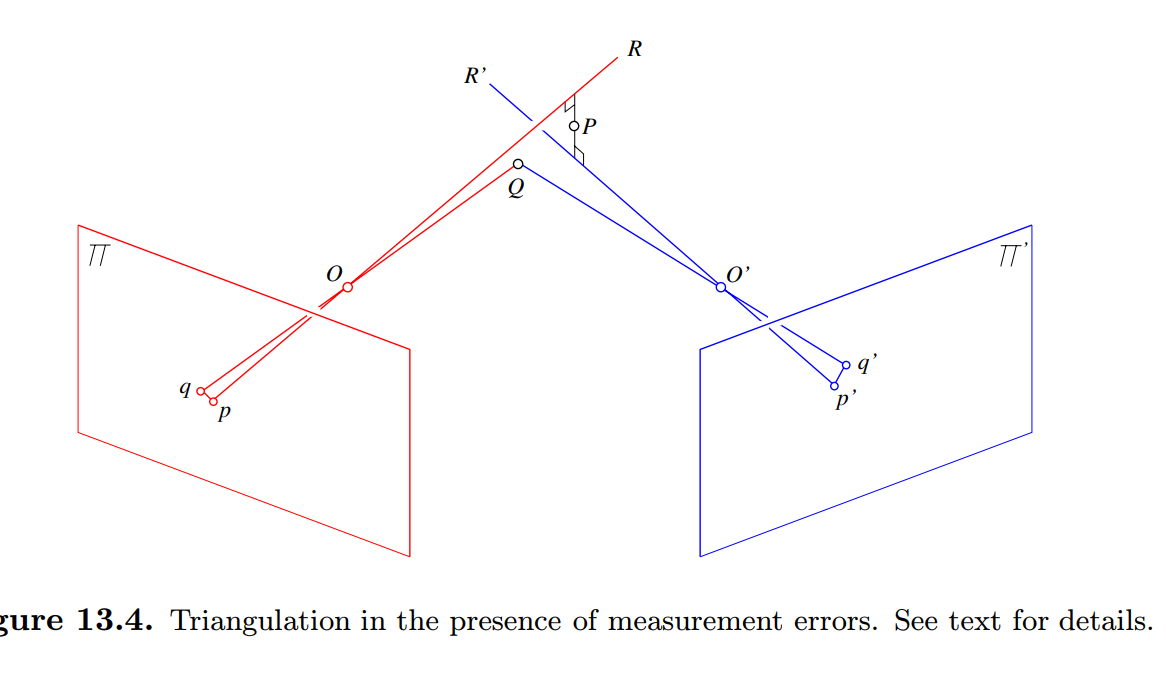 R
R’
P
Q
Π
Π’
O
O’
q
p
q’
p’
gure 13.4. Triangulation in the presence of measurement errors. See text for details.